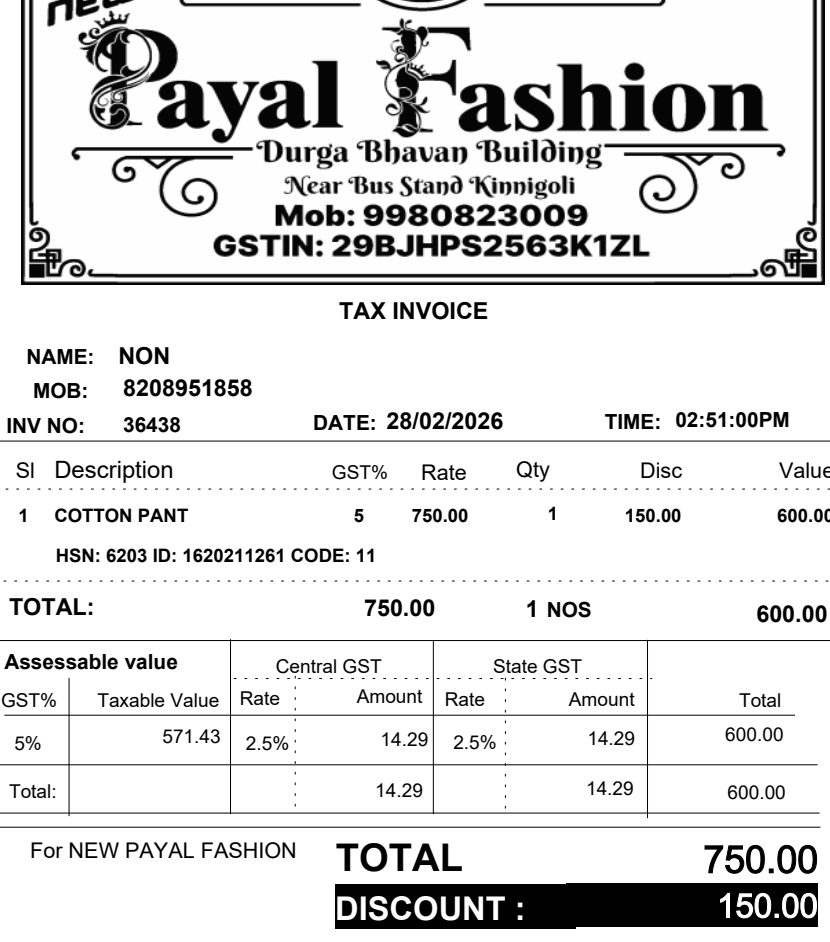 new
Payal Fashion
Durga Bhavan Building
Near Bus Stand Kinnigoli
Mob: 9980823009
GSTIN: 29BJHPS2563K1ZL
TAX INVOICE
NAME: NON
MOB: 8208951858
INV NO: 36438 DATE: 28/02/2026 TIME: 02:51:00PM
Sl Description GST% Rate Qty Disc Value
1 COTTON PANT 5 750.00 1 150.00 600.00
HSN: 6203 ID: 1620211261 CODE: 11
TOTAL: 750.00 1 NOS 600.00
Assessable value Central GST State GST
GST% Taxable Value Rate Amount Rate Amount Total
5% 571.43 2.5% 14.29 2.5% 14.29 600.00
Total: 14.29 14.29 600.00
For NEW PAYAL FASHION TOTAL 750.00
DISCOUNT : 150.00